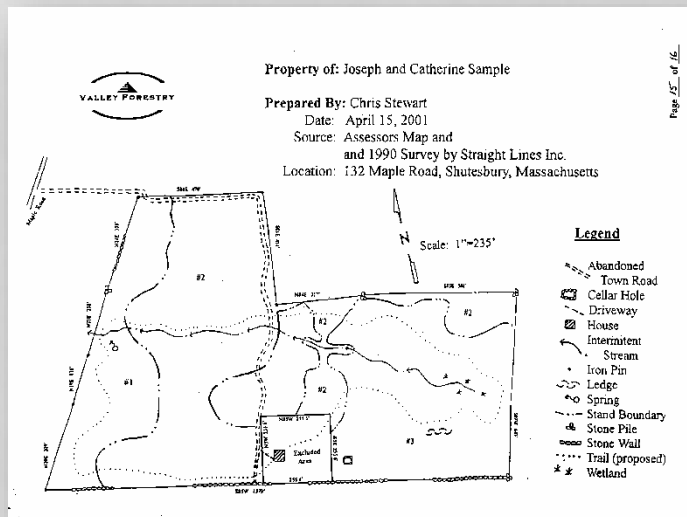 VALLEY FORESTRY
Property of: Joseph and Catherine Sample
Prepared By: Chris Stewart
Date: April 15, 2001
Source: Assessors Map and
and 1990 Survey by Straight Lines Inc.
Location: 132 Maple Road, Shutesbury, Massachusetts
Page 15 of 16
Maple Road
N
Scale: 1"=235'
#2
#2
#2
#2
#1
#3
Excluded
Area
Legend
Abandoned
Town Road
Cellar Hole
Driveway
House
Intermittent
Stream
Iron Pin
Ledge
Spring
Stand Boundary
Stone Pile
Stone Wall
Trail (proposed)
Wetland